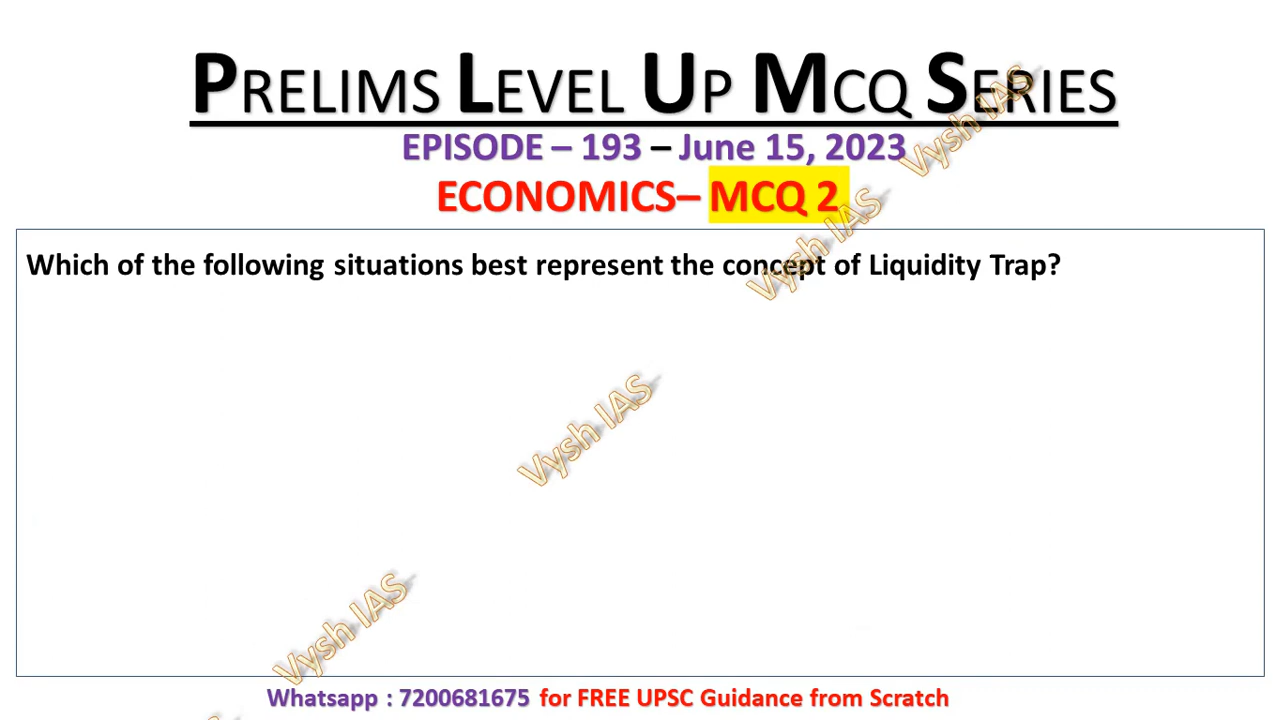 PRELIMS LEVEL UP MCQ SERIES
EPISODE – 193 – June 15, 2023
ECONOMICS– MCQ 2
Which of the following situations best represent the concept of Liquidity Trap?
Vysh IAS
Vysh IAS
Vysh IAS
Vysh IAS
Whatsapp : 7200681675 for FREE UPSC Guidance from Scratch